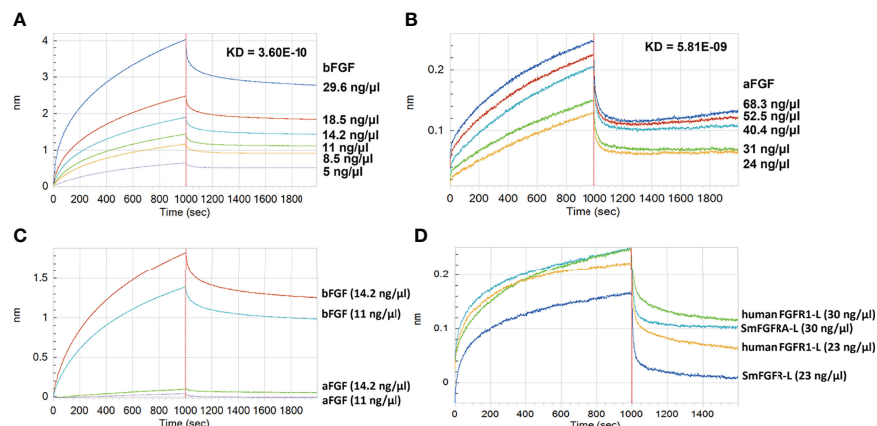 A
KD = 3.60E-10
bFGF
29.6 ng/µl
18.5 ng/µl
14.2 ng/µl
11 ng/µl
8.5 ng/µl
5 ng/µl
nm
4
3
2
1
0
0 200 400 600 800 1000 1200 1400 1600 1800
Time (sec)
B
KD = 5.81E-09
aFGF
68.3 ng/µl
52.5 ng/µl
40.4 ng/µl
31 ng/µl
24 ng/µl
nm
0.2
0.1
0 200 400 600 800 1000 1200 1400 1600 1800
Time (sec)
C
bFGF (14.2 ng/µl)
bFGF (11 ng/µl)
aFGF (14.2 ng/µl)
aFGF (11 ng/µl)
nm
1.5
1
0.5
0
0 200 400 600 800 1000 1200 1400 1600 1800
Time (sec)
D
human FGFR1-L (30 ng/µl)
SmFGFRA-L (30 ng/µl)
human FGFR1-L (23 ng/µl)
SmFGFR-L (23 ng/µl)
nm
0.2
0.1
0
0 200 400 600 800 1000 1200 1400
Time (sec)